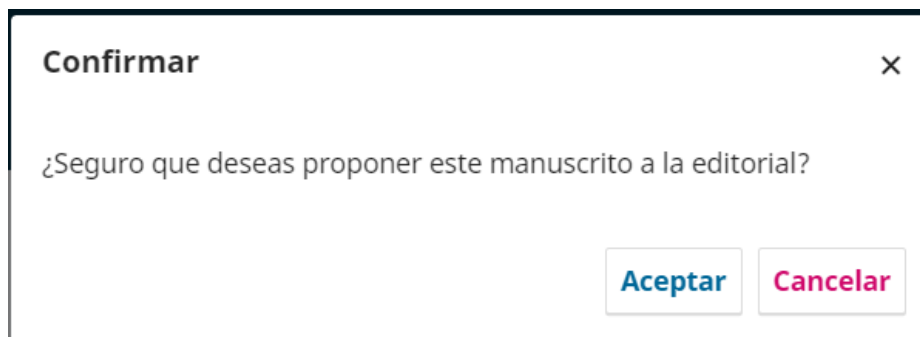 Confirmar
¿Seguro que deseas proponer este manuscrito a la editorial?
Aceptar Cancelar